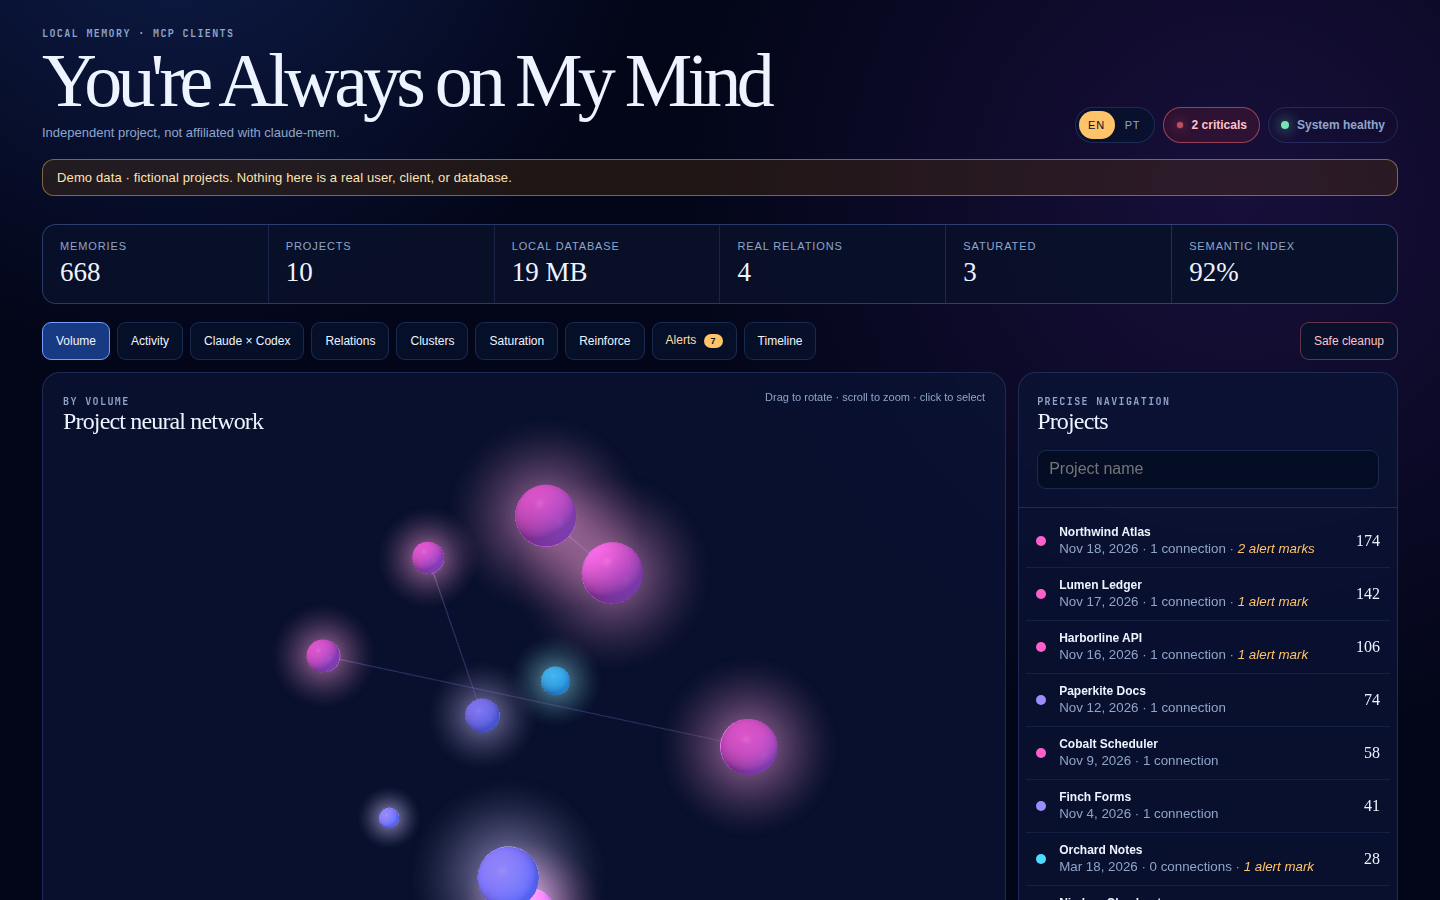 LOCAL MEMORY · MCP CLIENTS
You're Always on My Mind
Independent project, not affiliated with claude-mem.
EN PT
2 criticals
System healthy
Demo data · fictional projects. Nothing here is a real user, client, or database.
MEMORIES
668
PROJECTS
10
LOCAL DATABASE
19 MB
REAL RELATIONS
4
SATURATED
3
SEMANTIC INDEX
92%
Volume
Activity
Claude × Codex
Relations
Clusters
Saturation
Reinforce
Alerts 7
Timeline
Safe cleanup
BY VOLUME
Project neural network
Drag to rotate · scroll to zoom · click to select
PRECISE NAVIGATION
Projects
Project name
Northwind Atlas
Nov 18, 2026 · 1 connection · 2 alert marks
174
Lumen Ledger
Nov 17, 2026 · 1 connection · 1 alert mark
142
Harborline API
Nov 16, 2026 · 1 connection · 1 alert mark
106
Paperkite Docs
Nov 12, 2026 · 1 connection
74
Cobalt Scheduler
Nov 9, 2026 · 1 connection
58
Finch Forms
Nov 4, 2026 · 1 connection
41
Orchard Notes
Mar 18, 2026 · 0 connections · 1 alert mark
28